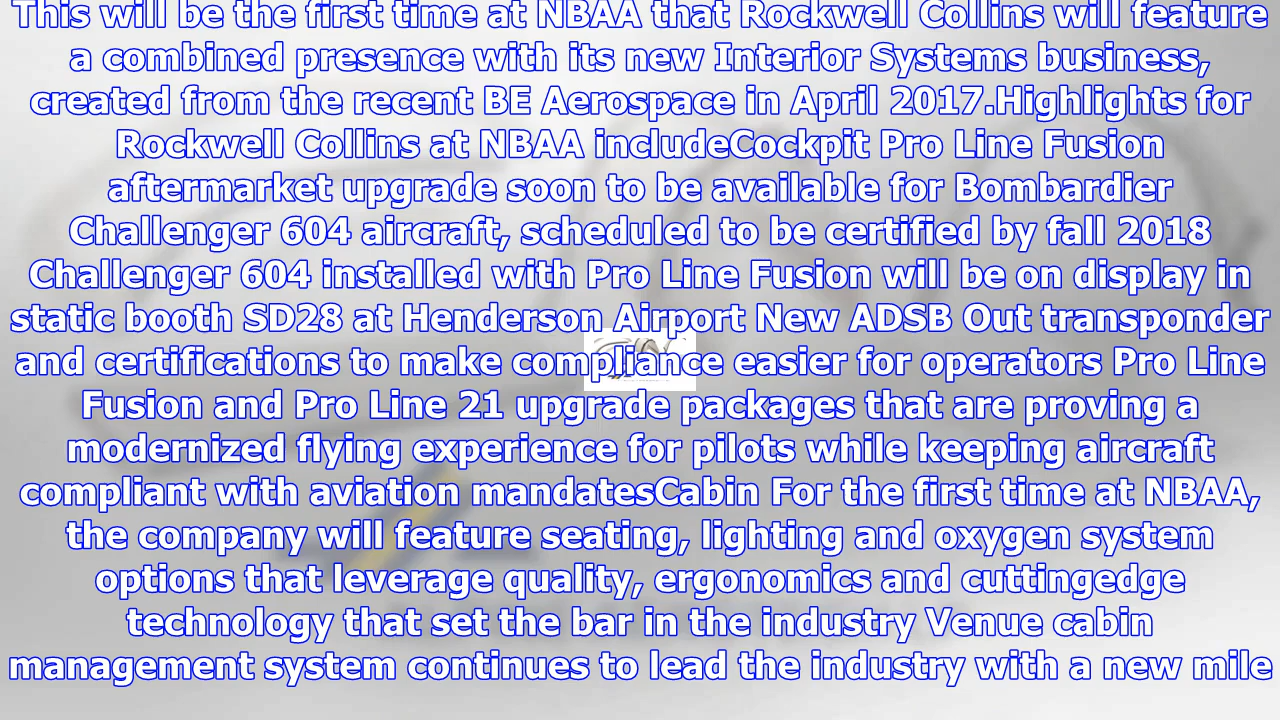 This will be the first time at NBAA that Rockwell Collins will feature
a combined presence with its new Interior Systems business,
created from the recent BE Aerospace in April 2017.Highlights for
Rockwell Collins at NBAA includeCockpit Pro Line Fusion
aftermarket upgrade soon to be available for Bombardier
Challenger 604 aircraft, scheduled to be certified by fall 2018
Challenger 604 installed with Pro Line Fusion will be on display in
static booth SD28 at Henderson Airport New ADSB Out transponder
and certifications to make compliance easier for operators Pro Line
Fusion and Pro Line 21 upgrade packages that are proving a
modernized flying experience for pilots while keeping aircraft
compliant with aviation mandatesCabin For the first time at NBAA,
the company will feature seating, lighting and oxygen system
options that leverage quality, ergonomics and cuttingedge
technology that set the bar in the industry Venue cabin
management system continues to lead the industry with a new mile